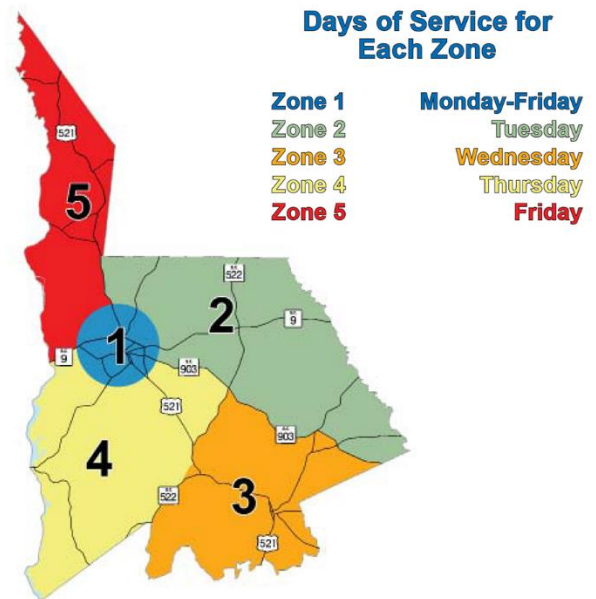 Days of Service for
Each Zone
Zone 1 Monday-Friday
Zone 2 Tuesday
Zone 3 Wednesday
Zone 4 Thursday
Zone 5 Friday
521
5
522
2
9
1
9
903
521
903
4
522
3
521